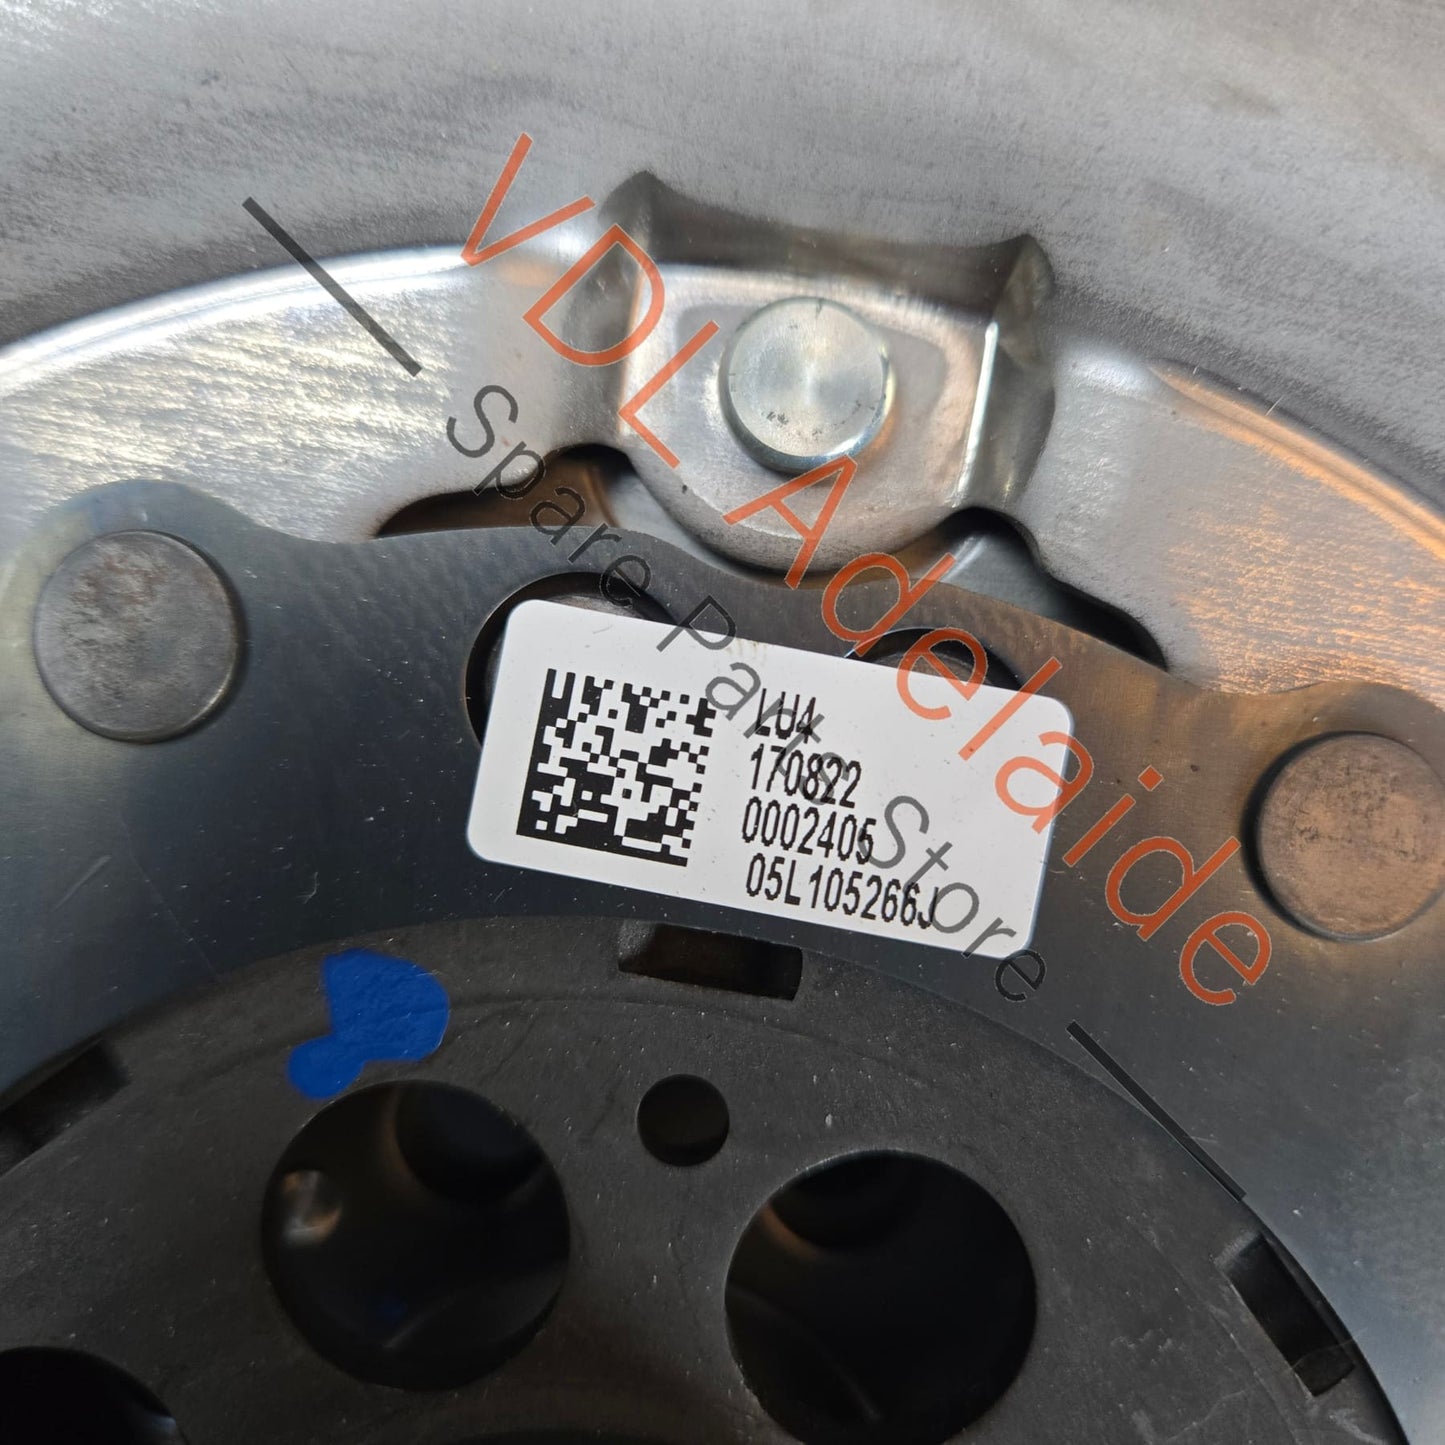 VDL Adelaide
Spare Parts Store
LU4
170822
0002405
05L105266J